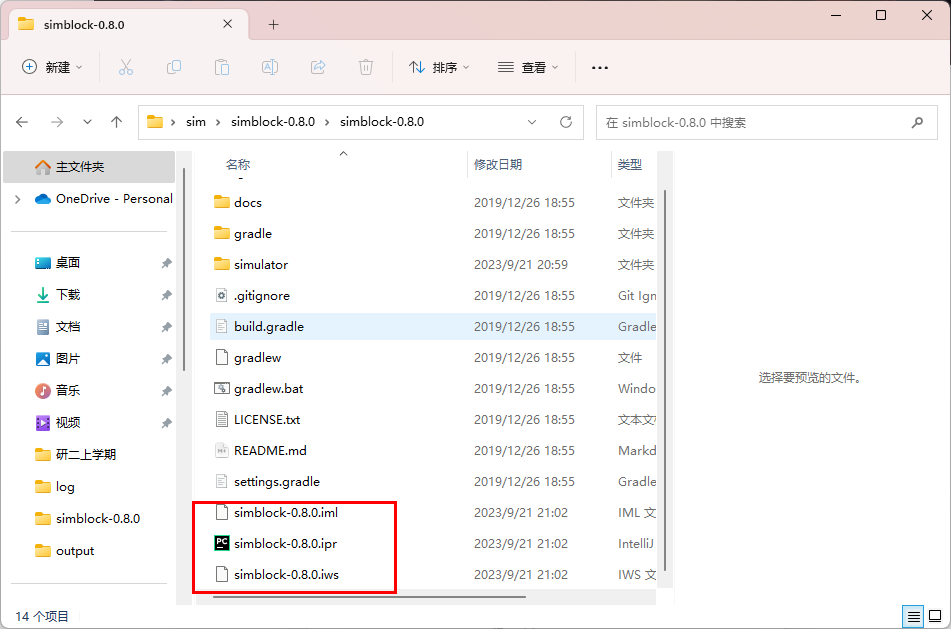 simblock-0.8.0
新建
排序
查看
sim
simblock-0.8.0
simblock-0.8.0
在 simblock-0.8.0 中搜索
主文件夹
OneDrive - Personal
桌面
下载
文档
图片
音乐
视频
研二上学期
log
simblock-0.8.0
output
名称 修改日期 类型
docs 2019/12/26 18:55 文件夹
gradle 2019/12/26 18:55 文件夹
simulator 2023/9/21 20:59 文件夹
.gitignore 2019/12/26 18:55 Git Ign
build.gradle 2019/12/26 18:55 Gradle
gradlew 2019/12/26 18:55 文件
gradlew.bat 2019/12/26 18:55 Windo
LICENSE.txt 2019/12/26 18:55 文本文
README.md 2019/12/26 18:55 Markd
settings.gradle 2019/12/26 18:55 Gradle
simblock-0.8.0.iml 2023/9/21 21:02 IML 文
PC simblock-0.8.0.ipr 2023/9/21 21:02 IntelliJ
simblock-0.8.0.iws 2023/9/21 21:02 IWS 文
选择要预览的文件。
14 个项目